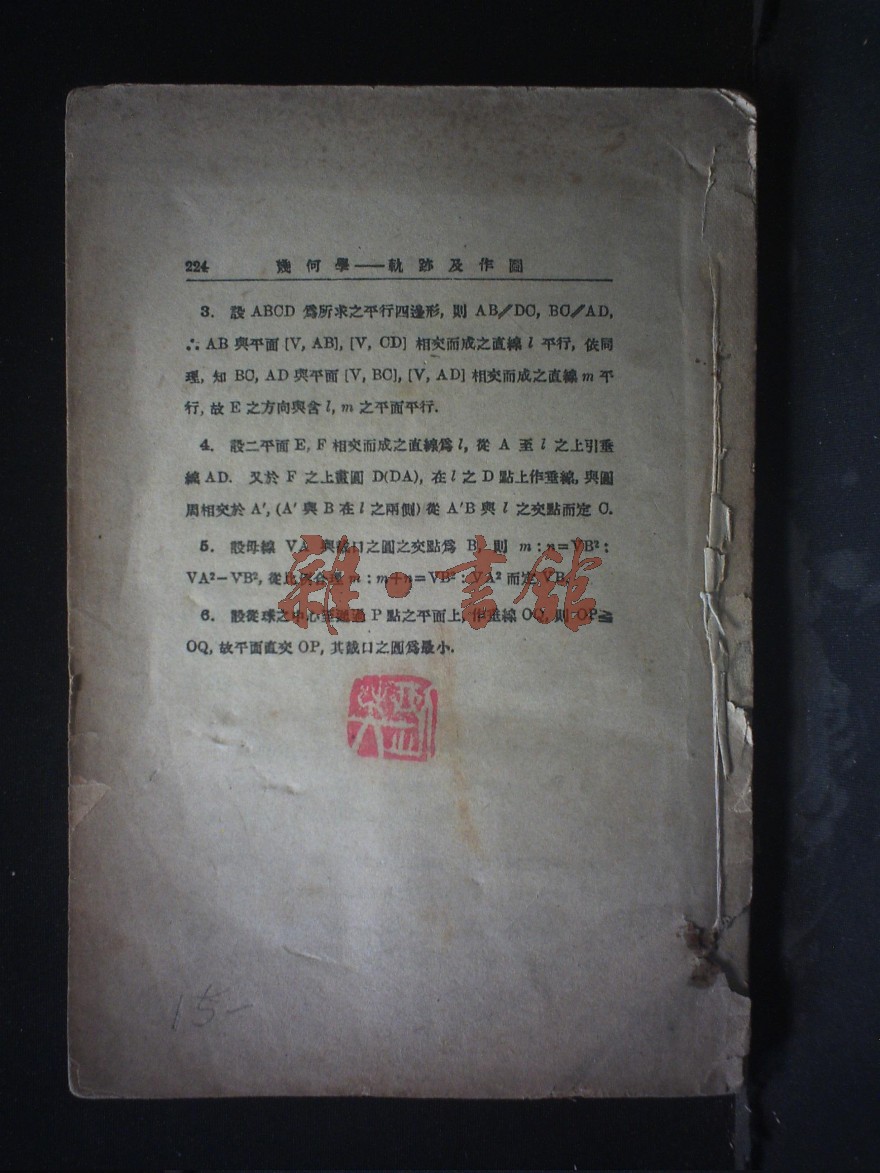 224 幾何學——軌跡及作圖
3. 設 ABCD 爲所求之平行四邊形, 則 AB∥DC, BC∥AD,
∴ AB 與平面 [V, AB], [V, CD] 相交而成之直線 l 平行, 依同
理, 知 BC, AD 與平面 [V, BC], [V, AD] 相交而成之直線 m 平
行, 故 E 之方向與含 l, m 之平面平行.
4. 設二平面 E, F 相交而成之直線爲 l, 從 A 至 l 之上引垂
線 AD. 又於 F 之上畫圓 D(DA), 在 l 之 D 點上作垂線, 與圓
周相交於 A′, (A′ 與 B 在 l 之兩側) 從 A′B 與 l 之交點而定 C.
5. 設母線 VA 與截口之圓之交點爲 B, 則 m : n=VB²:
VA²−VB², 從比例合理 m : m+n=VB² : VA² 而定 VB.
6. 設從球之中心至通過 P 點之平面上, 作垂線 OQ, 則 OP≧
OQ, 故平面直交 OP, 其截口之圓爲最小.
雜·書館
15-